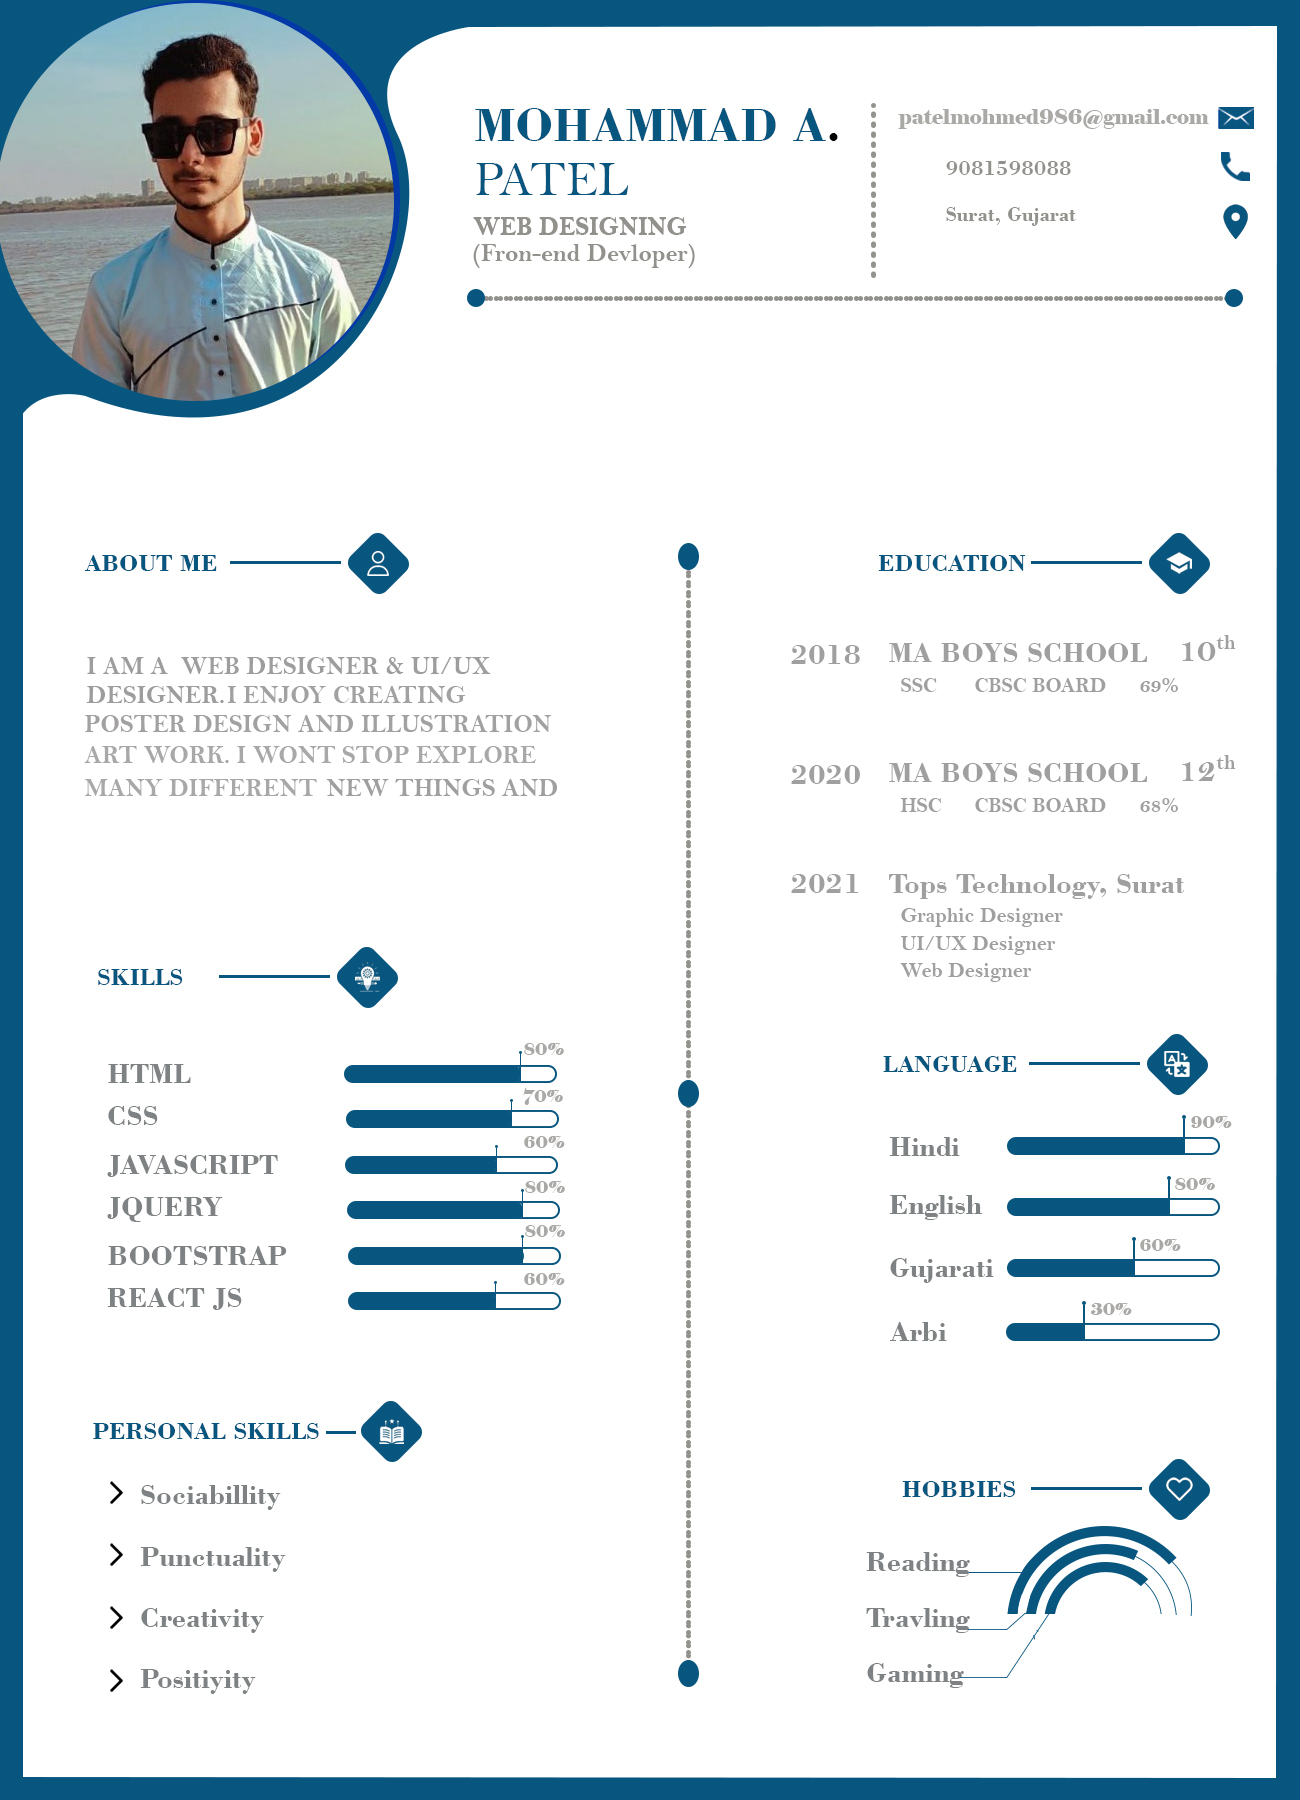 MOHAMMAD A.
PATEL
WEB DESIGNING
(Fron-end Devloper)
patelmohmed986@gmail.com
9081598088
Surat, Gujarat
ABOUT ME
I AM A WEB DESIGNER & UI/UX
DESIGNER.I ENJOY CREATING
POSTER DESIGN AND ILLUSTRATION
ART WORK. I WONT STOP EXPLORE
MANY DIFFERENT NEW THINGS AND
SKILLS
HTML 80%
CSS 70%
JAVASCRIPT 60%
JQUERY 80%
BOOTSTRAP 80%
REACT JS 60%
PERSONAL SKILLS
Sociabillity
Punctuality
Creativity
Positiyity
EDUCATION
2018 MA BOYS SCHOOL 10th
SSC CBSC BOARD 69%
2020 MA BOYS SCHOOL 12th
HSC CBSC BOARD 68%
2021 Tops Technology, Surat
Graphic Designer
UI/UX Designer
Web Designer
LANGUAGE
Hindi 90%
English 80%
Gujarati 60%
Arbi 30%
HOBBIES
Reading
Travling
Gaming